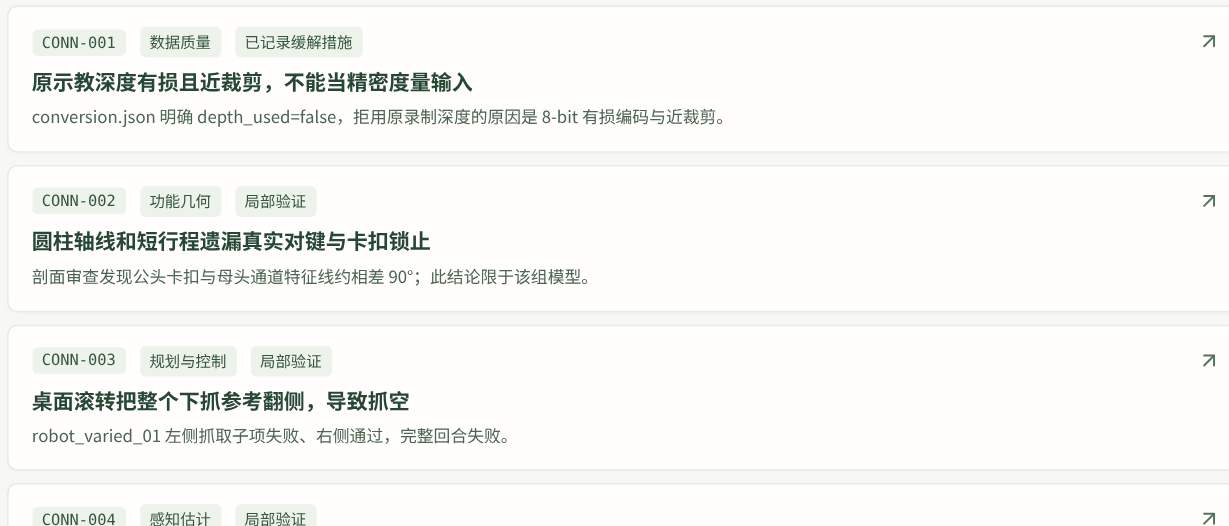 CONN-001 数据质量 已记录缓解措施
原示教深度有损且近裁剪，不能当精密度量输入
conversion.json 明确 depth_used=false，拒用原录制深度的原因是 8-bit 有损编码与近裁剪。
CONN-002 功能几何 局部验证
圆柱轴线和短行程遗漏真实对键与卡扣锁止
剖面审查发现公头卡扣与母头通道特征线约相差 90°；此结论限于该组模型。
CONN-003 规划与控制 局部验证
桌面滚转把整个下抓参考翻侧，导致抓空
robot_varied_01 左侧抓取子项失败、右侧通过，完整回合失败。
CONN-004 感知估计 局部验证